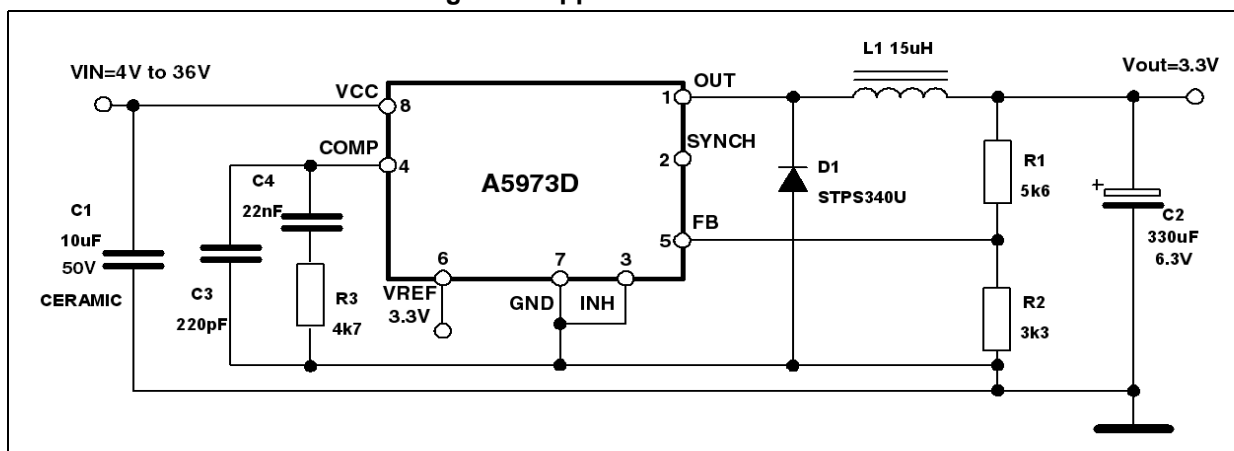 VIN=4V to 36V
VCC
8
COMP
4
C4
22nF
C1
10uF
50V
CERAMIC
C3
220pF
R3
4k7
A5973D
6
VREF
3.3V
7
GND
3
INH
1
OUT
2
SYNCH
5
FB
D1
STPS340U
L1 15uH
Vout=3.3V
R1
5k6
R2
3k3
+
C2
330uF
6.3V